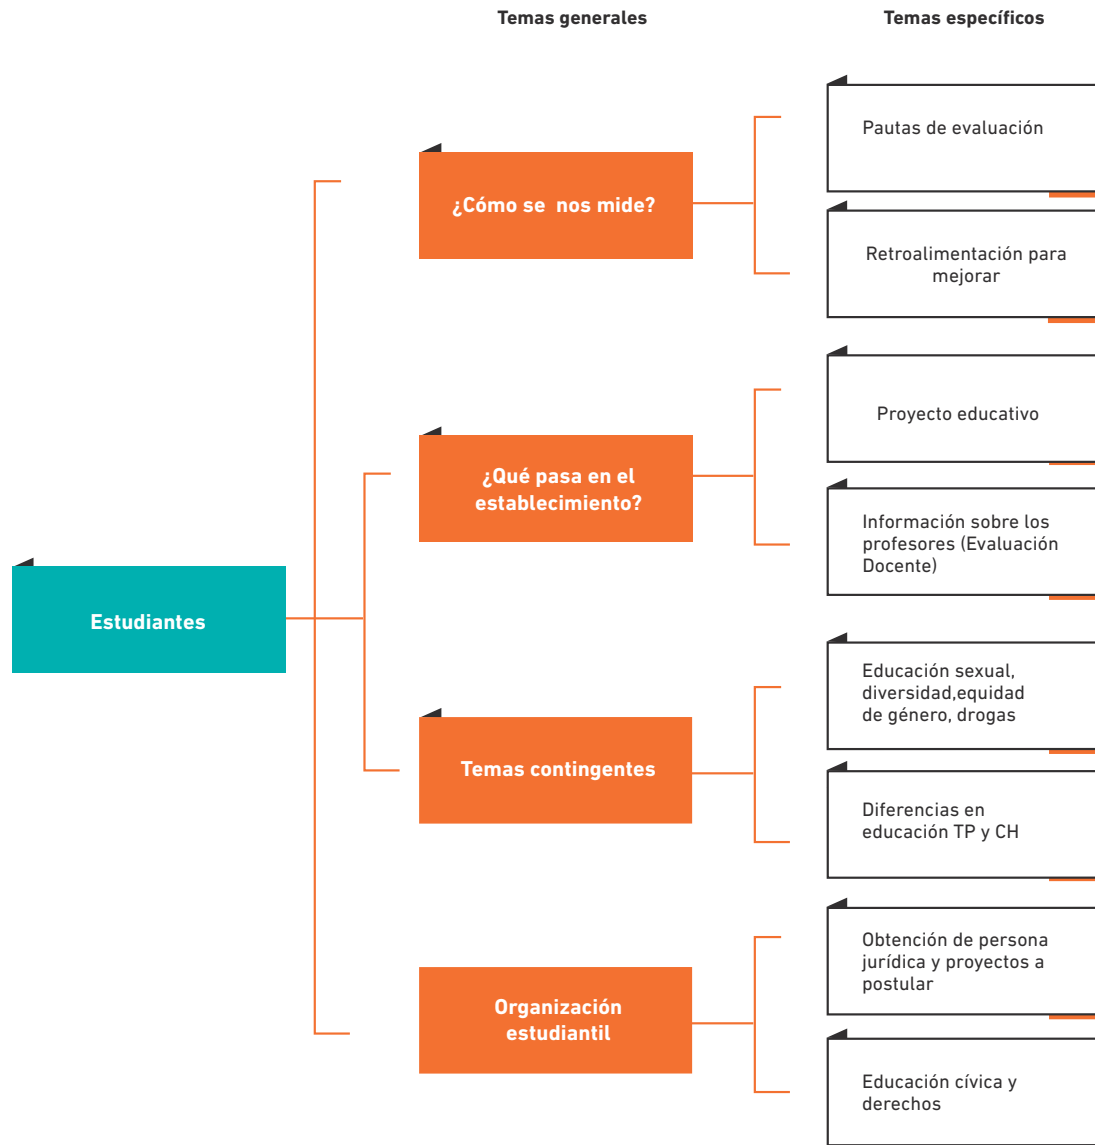 Temas generales
Temas específicos
Estudiantes
¿Cómo se nos mide?
Pautas de evaluación
Retroalimentación para
mejorar
¿Qué pasa en el
establecimiento?
Proyecto educativo
Información sobre los
profesores (Evaluación
Docente)
Temas contingentes
Educación sexual,
diversidad,equidad
de género, drogas
Diferencias en
educación TP y CH
Organización
estudiantil
Obtención de persona
jurídica y proyectos a
postular
Educación cívica y
derechos